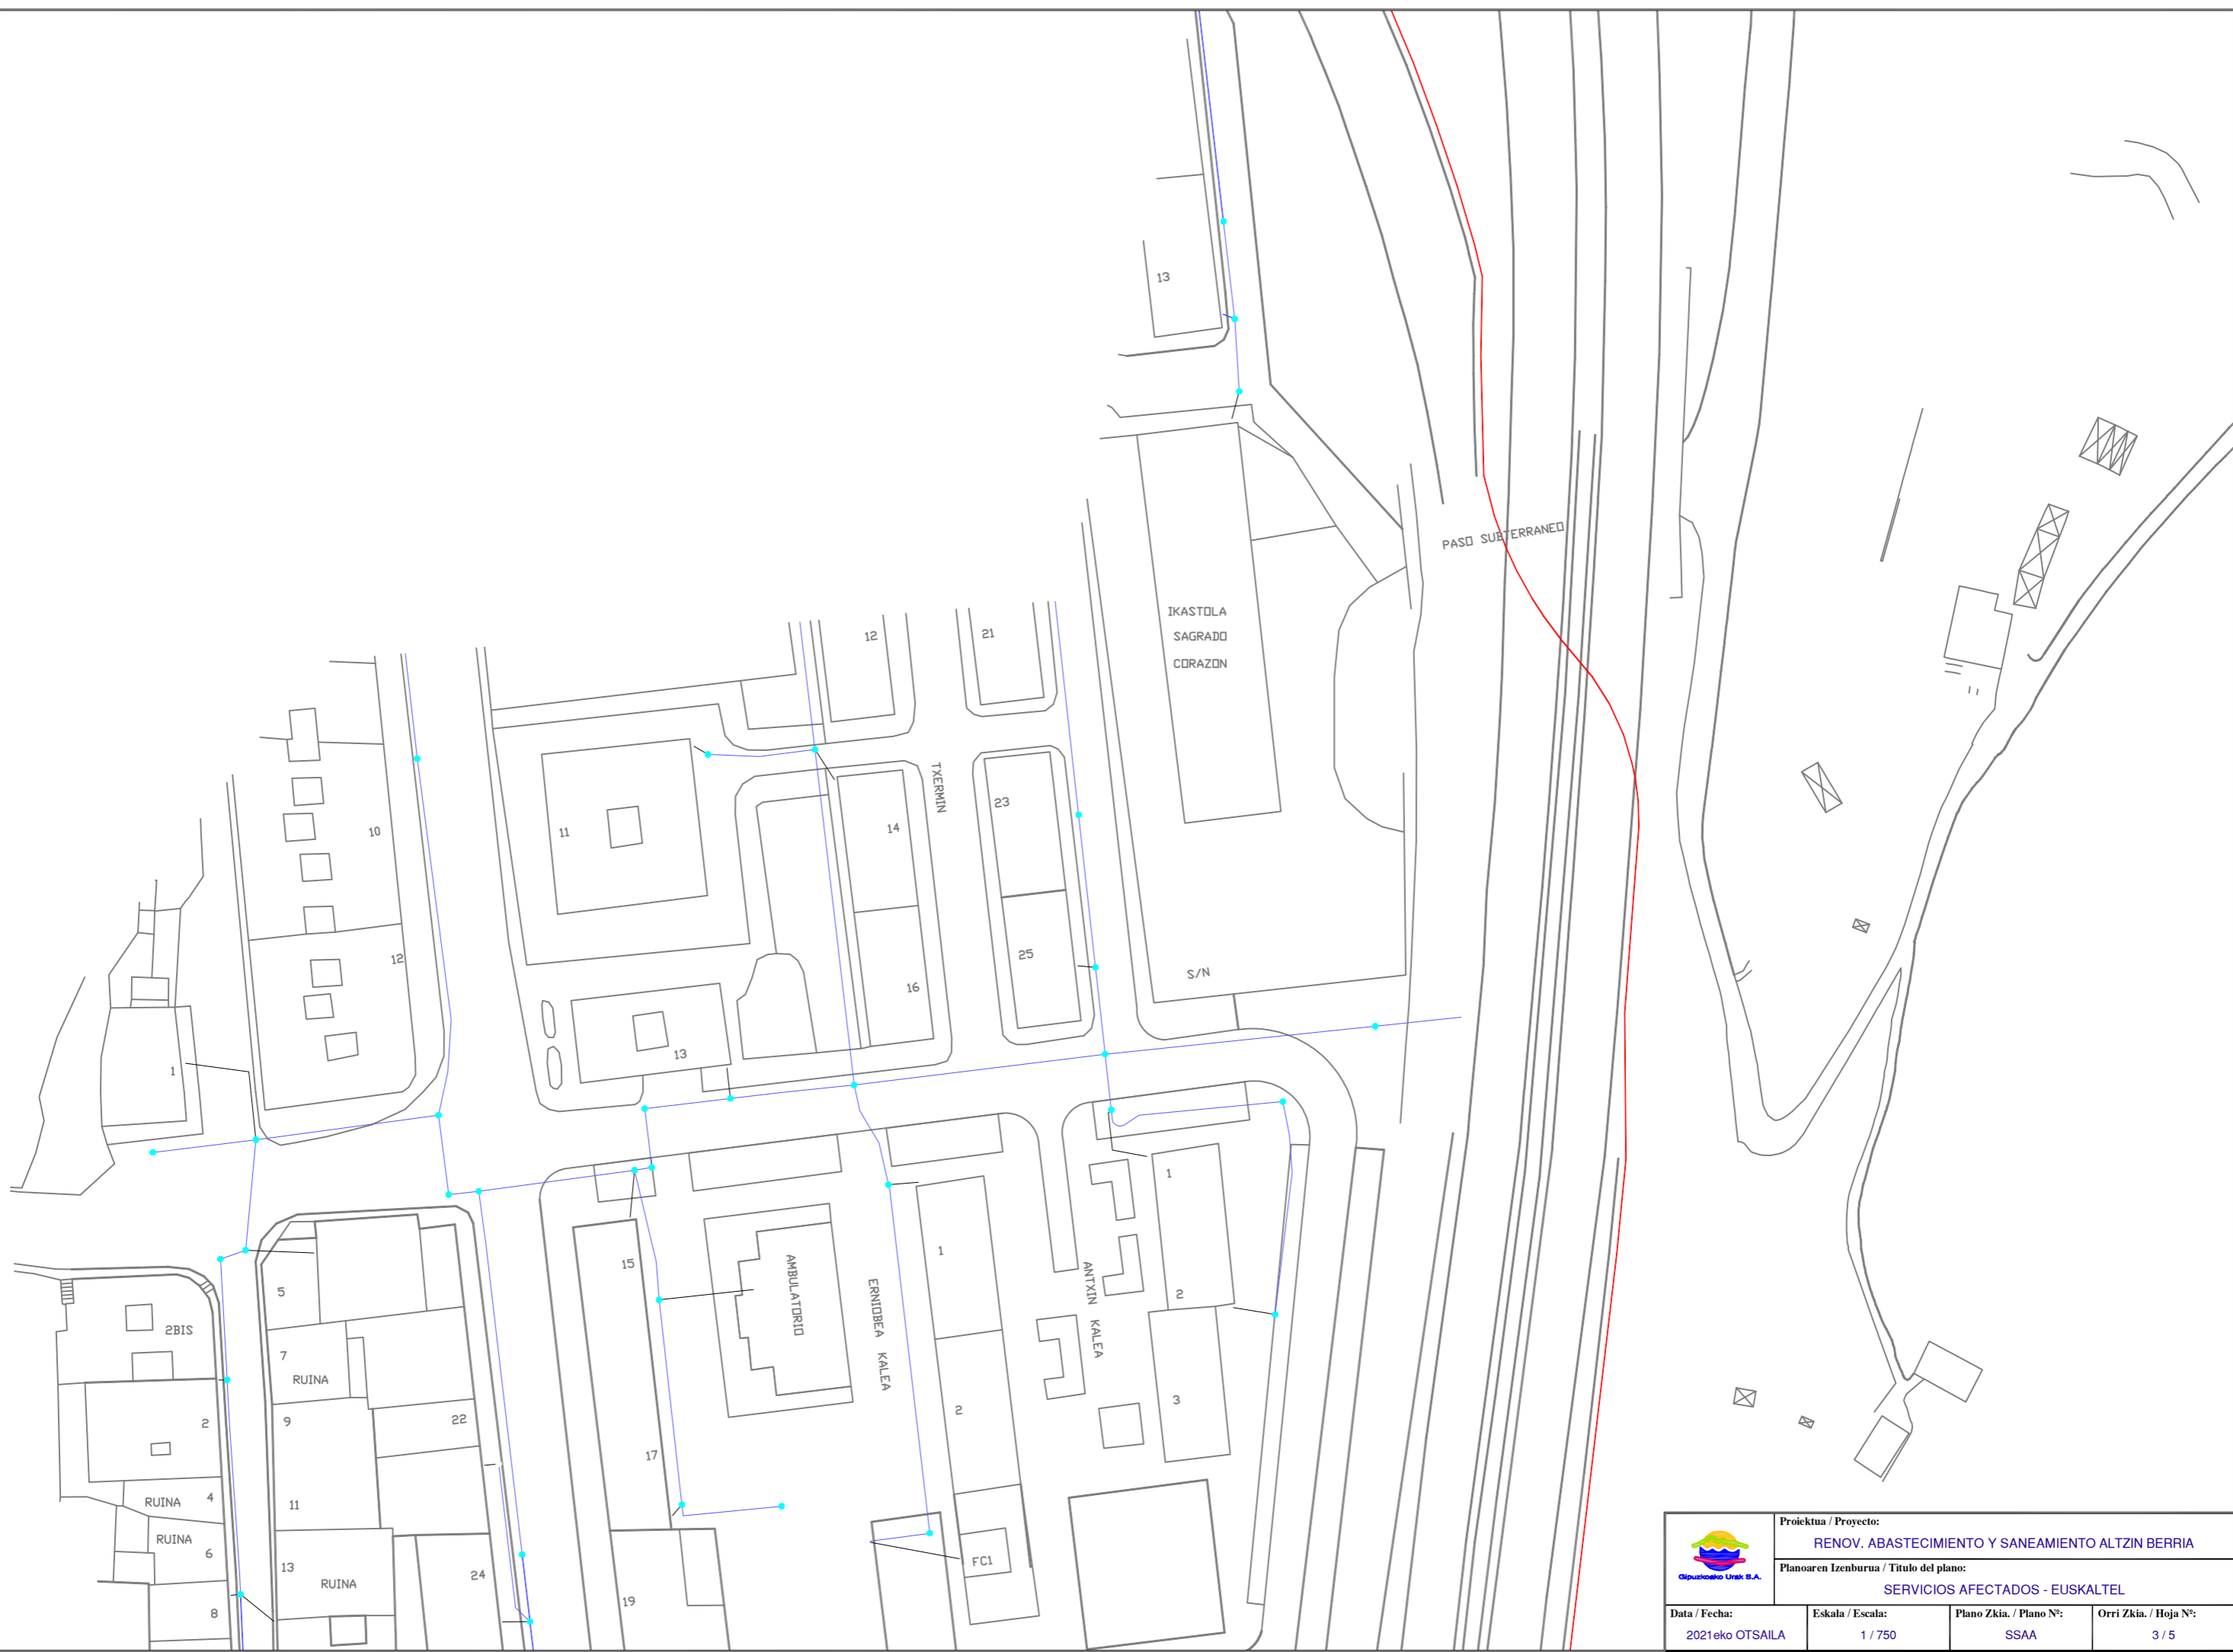 13
PASO SUBTERRANEO
IKASTOLA
SAGRADO
CORAZON
12
21
TXERMIN
10
11
14
23
12
25
16
S/N
13
1
1
15
AMBULATORIO
ERNIOBEA KALEA
1
ANTXIN KALEA
2
5
2BIS
7
RUINA
9
22
2
17
2
3
RUINA
4
11
RUINA
6
13
RUINA
24
FC1
8
19
Gipuzkoako Urak S.A.
Proiektua / Proyecto:
RENOV. ABASTECIMIENTO Y SANEAMIENTO ALTZIN BERRIA
Planoaren Izenburua / Titulo del plano:
SERVICIOS AFECTADOS - EUSKALTEL
Data / Fecha:
2021eko OTSAILA
Eskala / Escala:
1 / 750
Plano Zkia. / Plano Nº:
SSAA
Orri Zkia. / Hoja Nº:
3 / 5